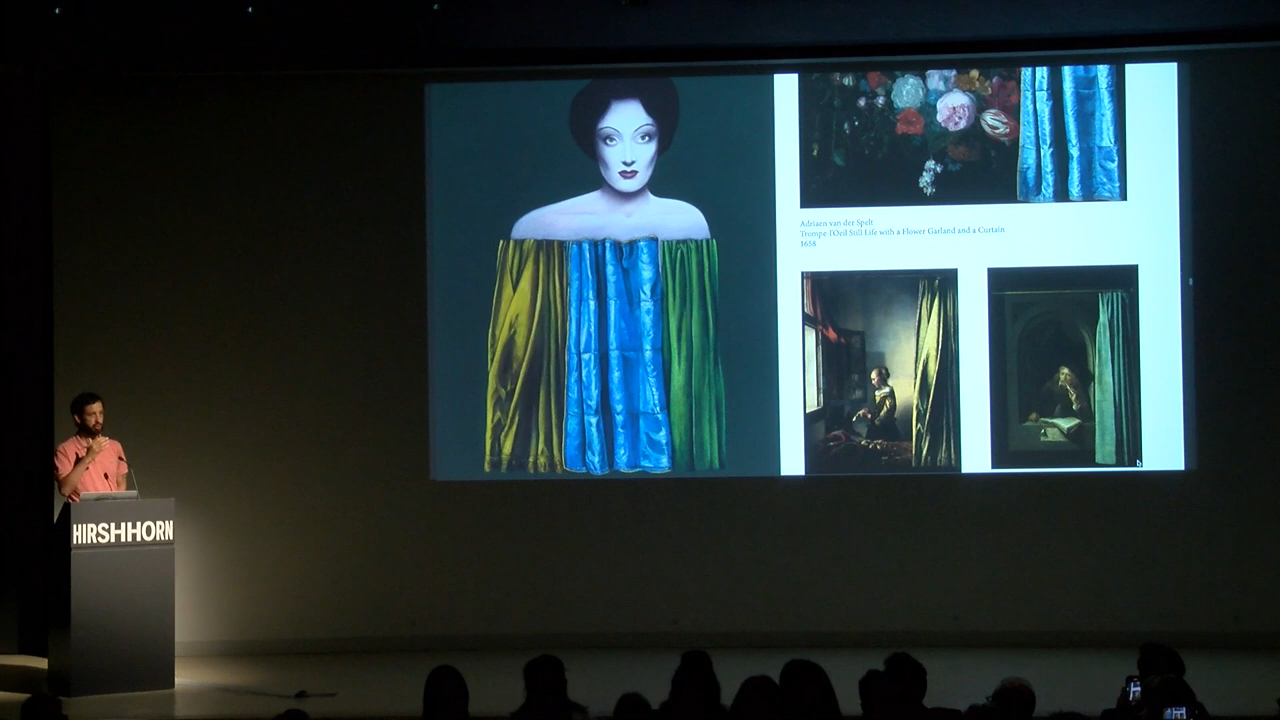 Adriaen van der Spelt
Trompe-l'Oeil Still Life with a Flower Garland and a Curtain
1658
HIRSHHORN